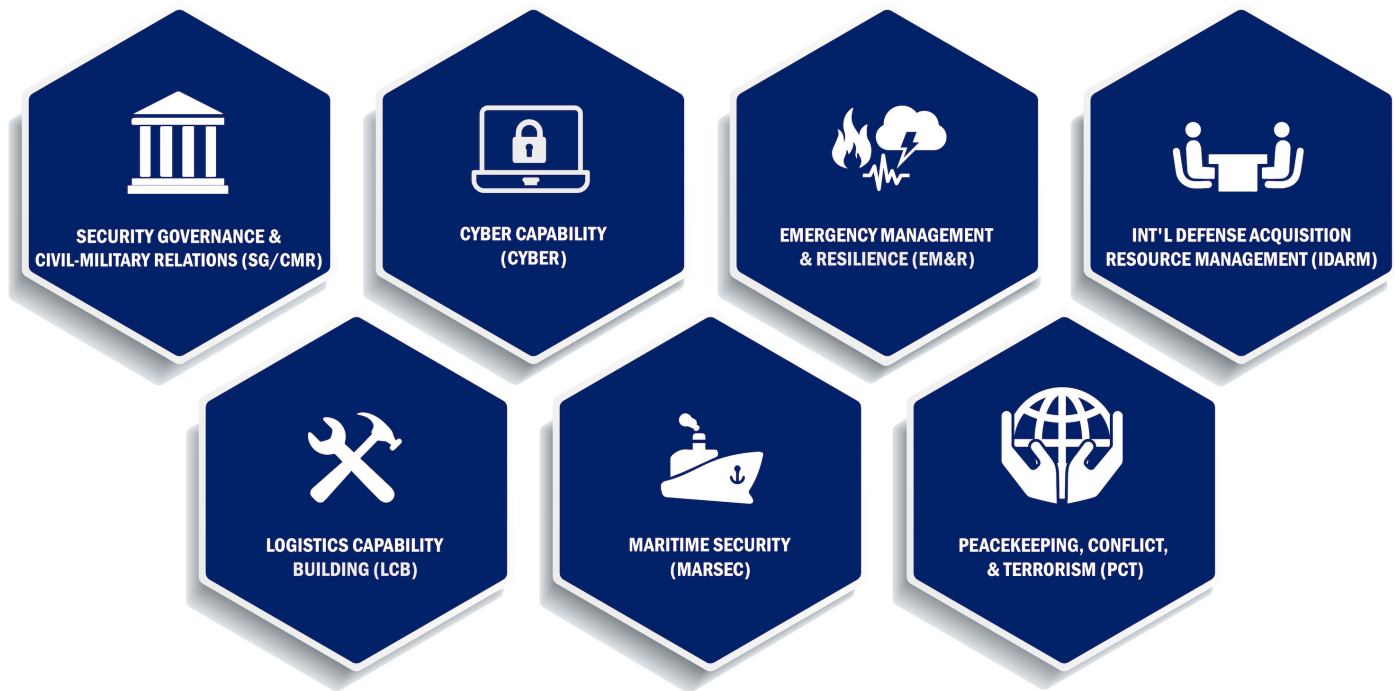 SECURITY GOVERNANCE &
CIVIL-MILITARY RELATIONS (SG/CMR)
CYBER CAPABILITY
(CYBER)
EMERGENCY MANAGEMENT
& RESILIENCE (EM&R)
INT'L DEFENSE ACQUISITION
RESOURCE MANAGEMENT (IDARM)
LOGISTICS CAPABILITY
BUILDING (LCB)
MARITIME SECURITY
(MARSEC)
PEACEKEEPING, CONFLICT,
& TERRORISM (PCT)